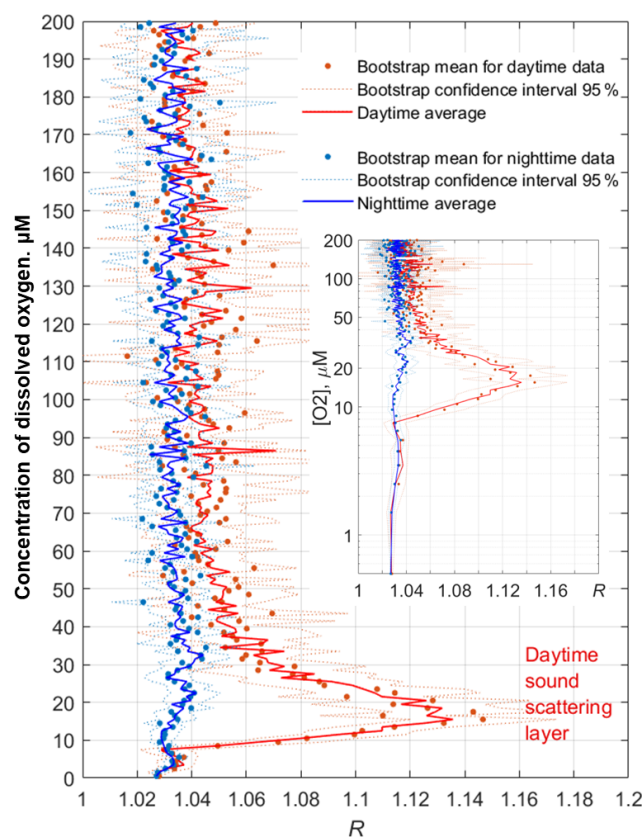 200
190
180
170
160
150
140
130
120
110
100
90
80
70
60
50
40
30
20
10
0
Concentration of dissolved oxygen. µM
Bootstrap mean for daytime data
Bootstrap confidence interval 95 %
Daytime average
Bootstrap mean for nighttime data
Bootstrap confidence interval 95 %
Nighttime average
200
100
50
20
10
1
[O2], µM
1 1.04 1.08 1.12 1.16 R
Daytime
sound
scattering
layer
1 1.02 1.04 1.06 1.08 1.1 1.12 1.14 1.16 1.18 1.2
R